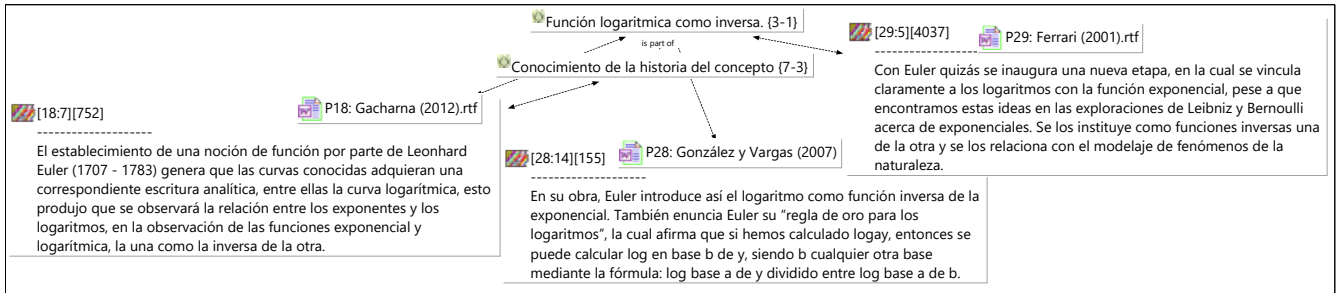 Función logaritmica como inversa. {3-1}
is part of
Conocimiento de la historia del concepto {7-3}
[18:7][752]
P18: Gacharna (2012).rtf
--------------------
El establecimiento de una noción de función por parte de Leonhard
Euler (1707 - 1783) genera que las curvas conocidas adquieran una
correspondiente escritura analítica, entre ellas la curva logarítmica, esto
produjo que se observará la relación entre los exponentes y los
logaritmos, en la observación de las funciones exponencial y
logarítmica, la una como la inversa de la otra.
[28:14][155]
P28: González y Vargas (2007)
--------------------
En su obra, Euler introduce así el logaritmo como función inversa de la
exponencial. También enuncia Euler su “regla de oro para los
logaritmos”, la cual afirma que si hemos calculado logay, entonces se
puede calcular log en base b de y, siendo b cualquier otra base
mediante la fórmula: log base a de y dividido entre log base a de b.
[29:5][4037]
P29: Ferrari (2001).rtf
--------------------
Con Euler quizás se inaugura una nueva etapa, en la cual se vincula
claramente a los logaritmos con la función exponencial, pese a que
encontramos estas ideas en las exploraciones de Leibniz y Bernoulli
acerca de exponenciales. Se los instituye como funciones inversas una
de la otra y se los relaciona con el modelaje de fenómenos de la
naturaleza.